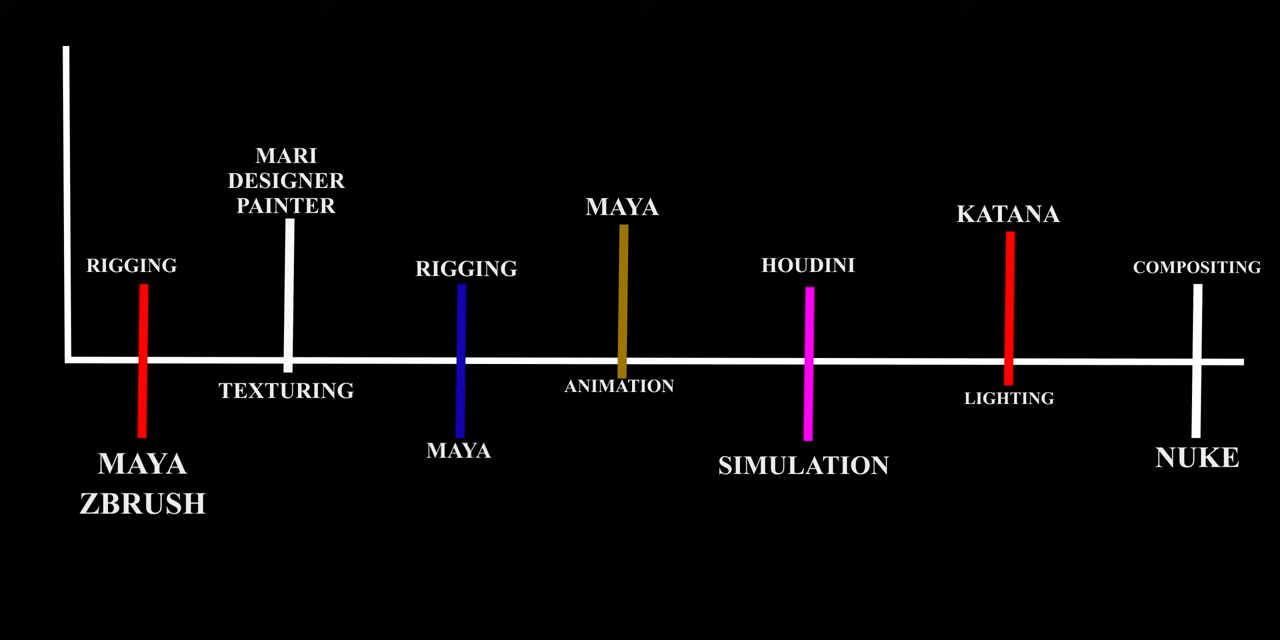 RIGGING
MAYA
ZBRUSH
MARI
DESIGNER
PAINTER
TEXTURING
RIGGING
MAYA
MAYA
ANIMATION
HOUDINI
SIMULATION
KATANA
LIGHTING
COMPOSITING
NUKE